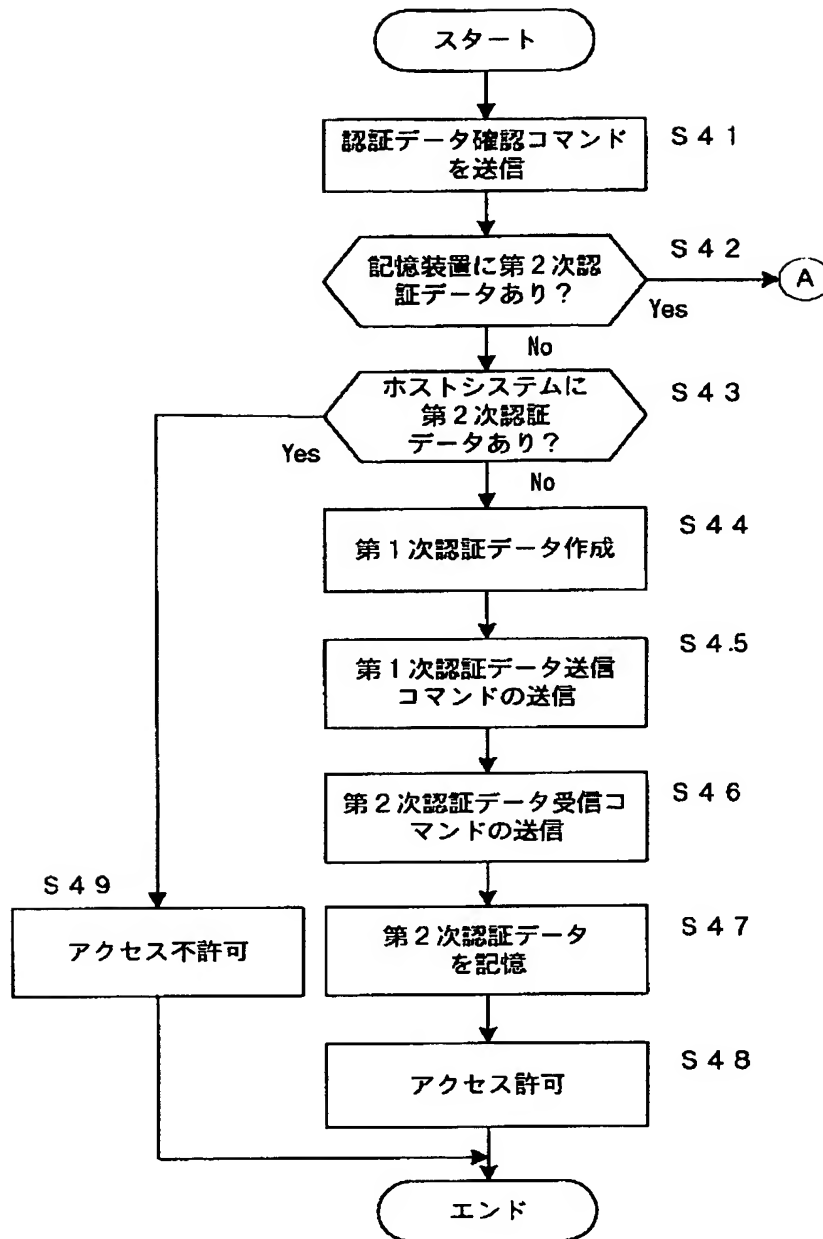 スタート
認証データ確認コマンド
を送信
S41
記憶装置に第2次認
証データあり?
S42
A
Yes
No
ホストシステムに
第2次認証
データあり?
S43
Yes
No
第1次認証データ作成
S44
第1次認証データ送信
コマンドの送信
S4.5
第2次認証データ受信コ
マンドの送信
S46
S49
アクセス不許可
第2次認証データ
を記憶
S47
アクセス許可
S48
エンド